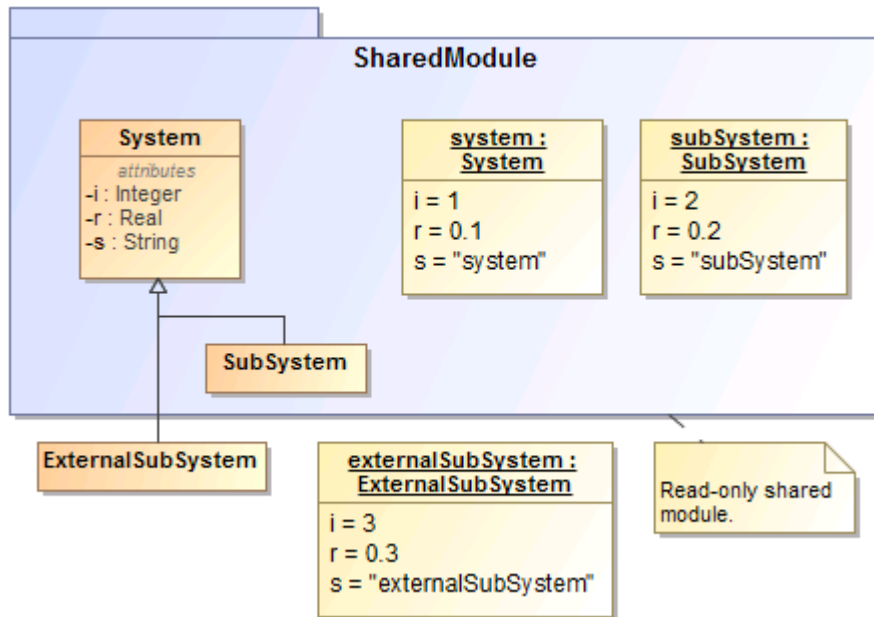 SharedModule
System
attributes
-i : Integer
-r : Real
-s : String
system :
System
i = 1
r = 0.1
s = "system"
subSystem :
SubSystem
i = 2
r = 0.2
s = "subSystem"
SubSystem
ExternalSubSystem
externalSubSystem :
ExternalSubSystem
i = 3
r = 0.3
s = "externalSubSystem"
Read-only shared
module.